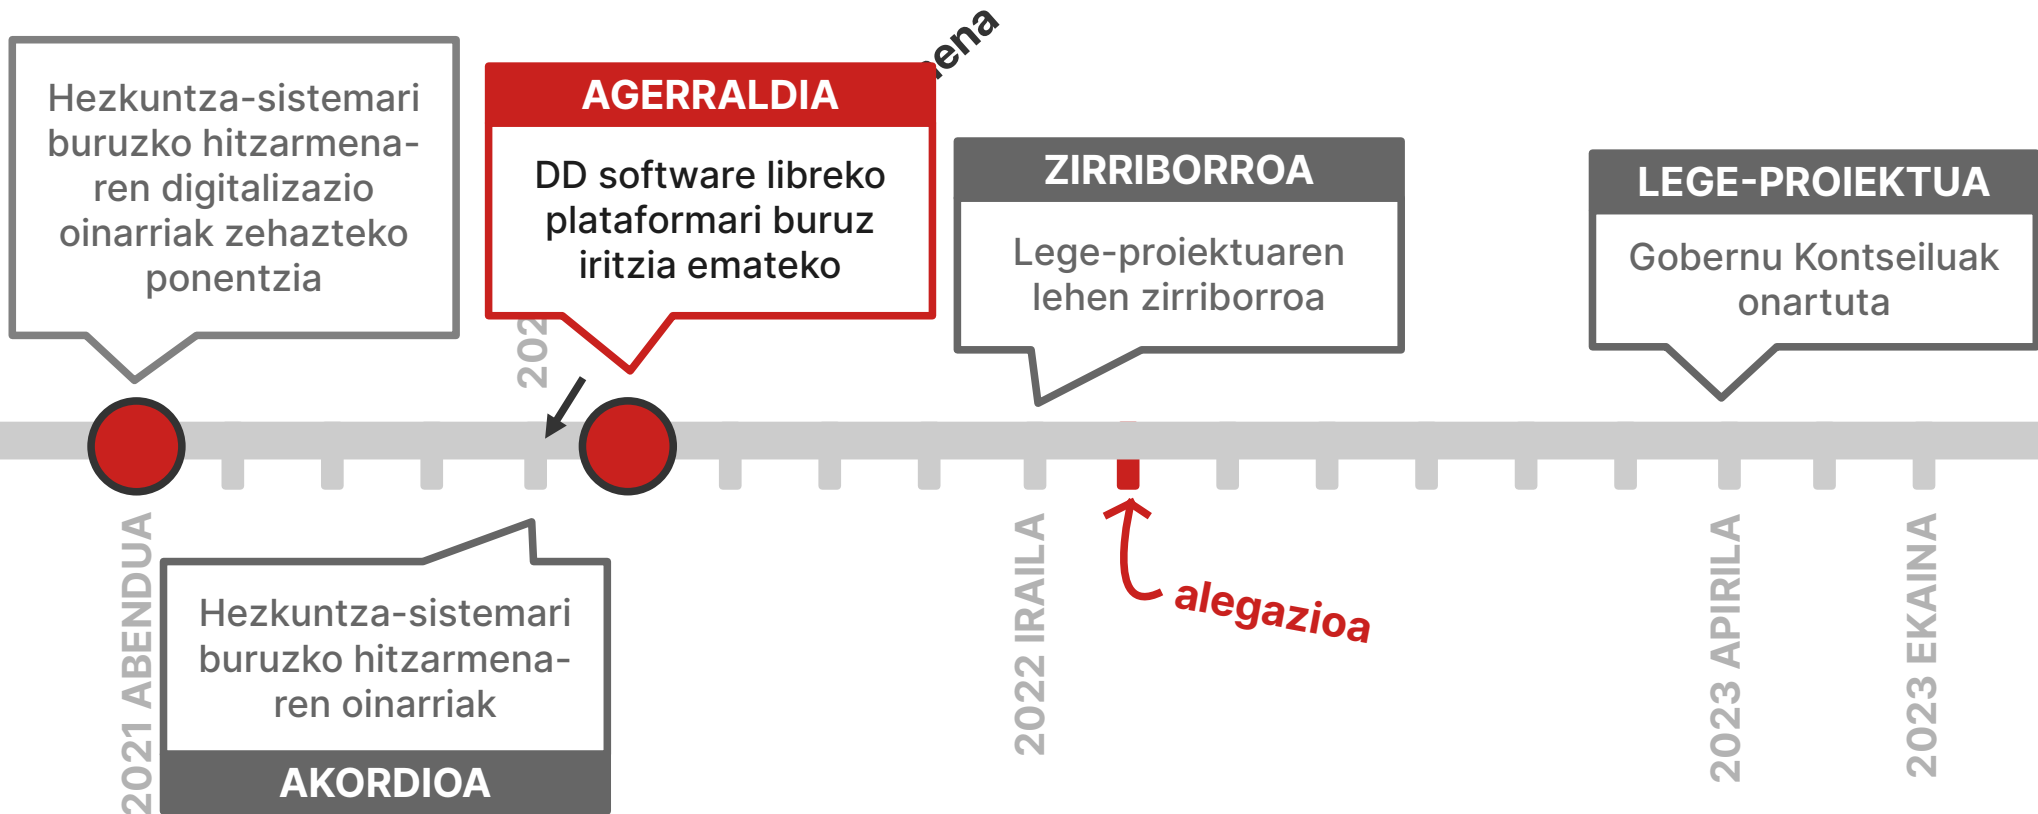 Hezkuntza-sistemari
buruzko hitzarmena-
ren digitalizazio
oinarriak zehazteko
ponentzia
AGERRALDIA
DD software libreko
plataformari buruz
iritzia emateko
ZIRRIBORROA
Lege-proiektuaren
lehen zirriborroa
LEGE-PROIEKTUA
Gobernu Kontseiluak
onartuta
2021 ABENDUA
Hezkuntza-sistemari
buruzko hitzarmena-
ren oinarriak
AKORDIOA
2022 IRAILA
alegazioa
2023 APIRILA
2023 EKAINA